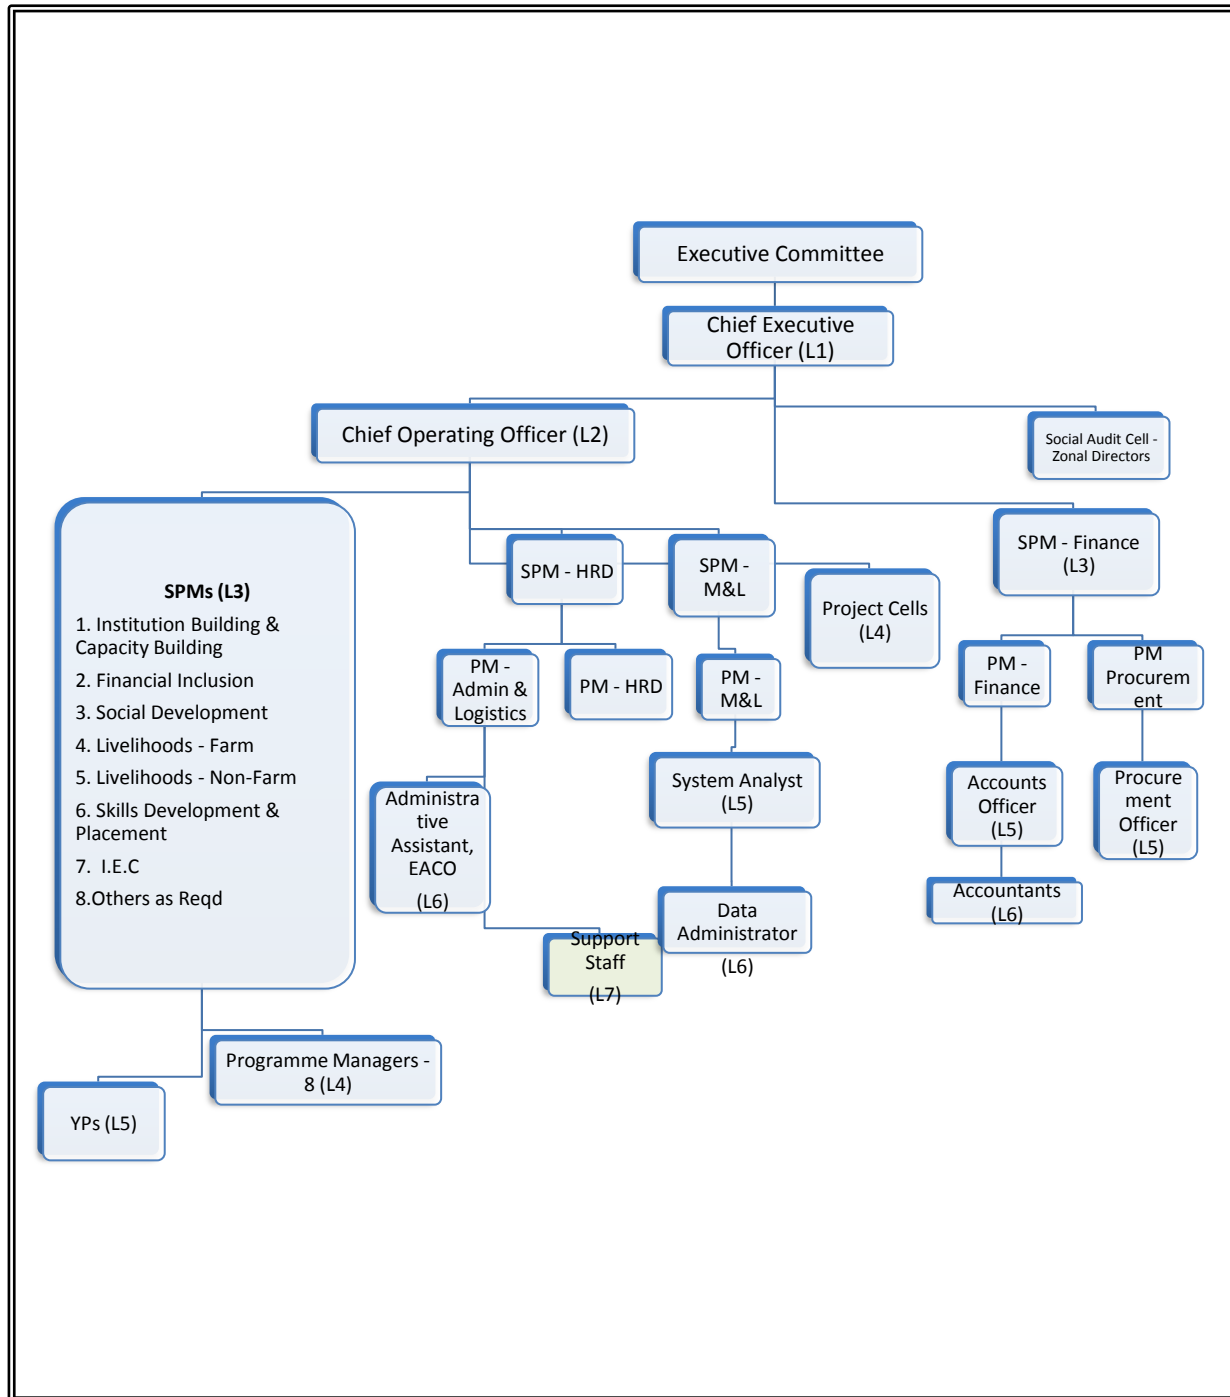 Executive Committee
Chief Executive
Officer (L1)
Chief Operating Officer (L2)
Social Audit Cell -
Zonal Directors
SPMs (L3)
1. Institution Building &
Capacity Building
2. Financial Inclusion
3. Social Development
4. Livelihoods - Farm
5. Livelihoods - Non-Farm
6. Skills Development &
Placement
7.  I.E.C
8.Others as Reqd
SPM - HRD
SPM -
M&L
Project Cells
(L4)
SPM - Finance
(L3)
PM -
Admin &
Logistics
PM - HRD
PM -
M&L
PM -
Finance
PM
Procurem
ent
Administra
tive
Assistant,
EACO
(L6)
System Analyst
(L5)
Accounts
Officer
(L5)
Procure
ment
Officer
(L5)
Accountants
(L6)
Data
Administrator
(L6)
Support
Staff
(L7)
Programme Managers -
8 (L4)
YPs (L5)